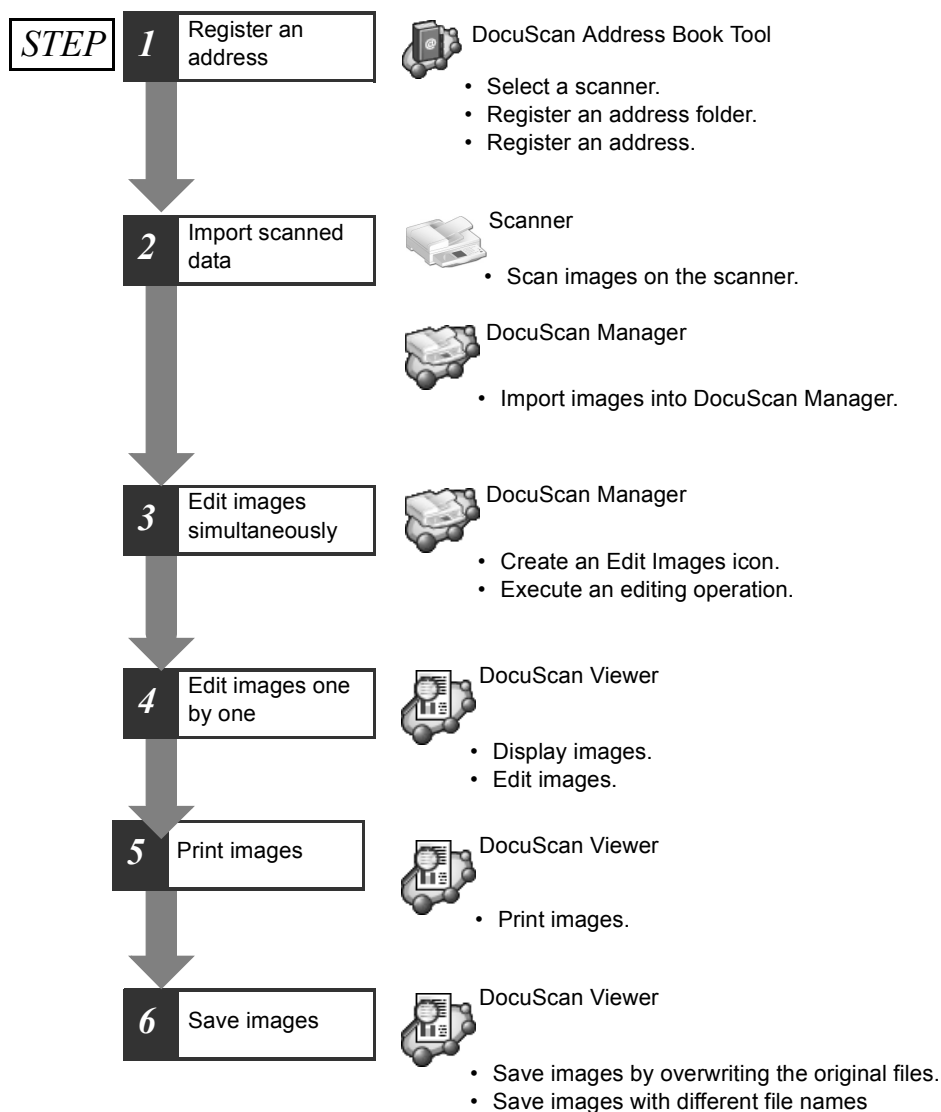 STEP
1
Register an
address
DocuScan Address Book Tool
• Select a scanner.
• Register an address folder.
• Register an address.
2
Import scanned
data
Scanner
• Scan images on the scanner.
DocuScan Manager
• Import images into DocuScan Manager.
3
Edit images
simultaneously
DocuScan Manager
• Create an Edit Images icon.
• Execute an editing operation.
4
Edit images one
by one
DocuScan Viewer
• Display images.
• Edit images.
5
Print images
DocuScan Viewer
• Print images.
6
Save images
DocuScan Viewer
• Save images by overwriting the original files.
• Save images with different file names